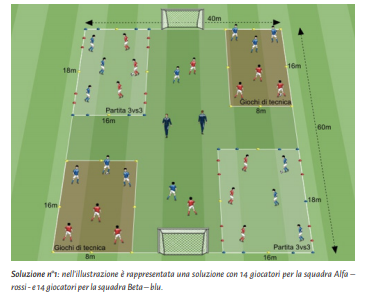 40m
16m
18m
Partita 3vs3
16m
Giochi di tecnica
8m
60m
16m
18m
Giochi di tecnica
8m
Partita 3vs3
16m
Soluzione n°1: nell'illustrazione è rappresentata una soluzione con 14 giocatori per la squadra Alfa –
rossi - e 14 giocatori per la squadra Beta – blu.